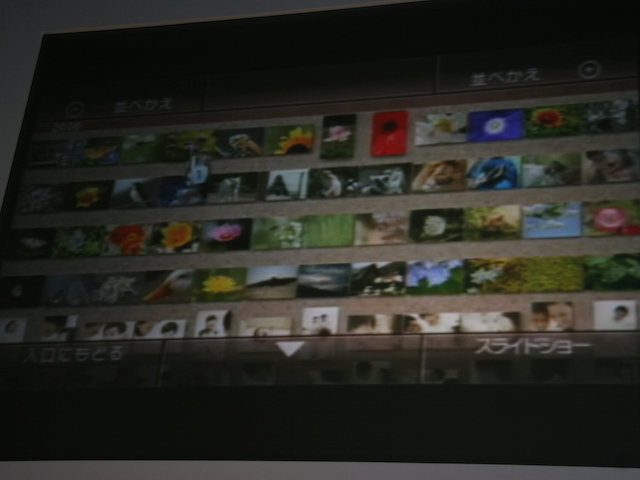 並べかえ
並べかえ
入口にもどる
スライドショー